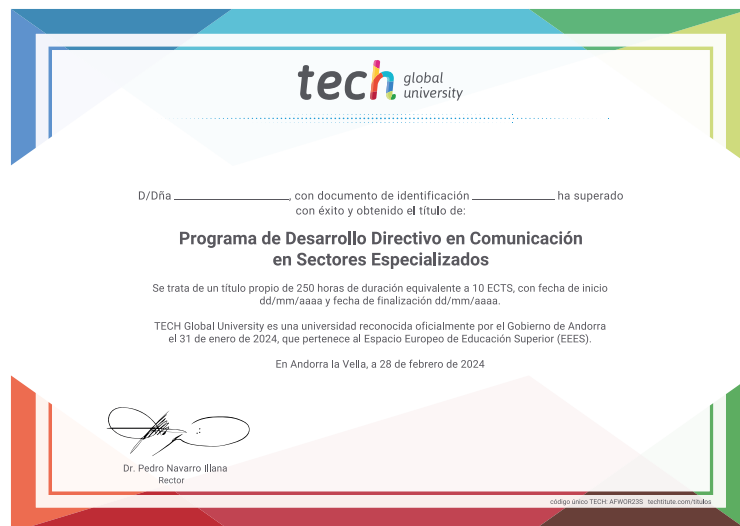 tech global
university
D/Dña ____________________, con documento de identificación ______________ ha superado
con éxito y obtenido el título de:
Programa de Desarrollo Directivo en Comunicación
en Sectores Especializados
Se trata de un título propio de 250 horas de duración equivalente a 10 ECTS, con fecha de inicio
dd/mm/aaaa y fecha de finalización dd/mm/aaaa.
TECH Global University es una universidad reconocida oficialmente por el Gobierno de Andorra
el 31 de enero de 2024, que pertenece al Espacio Europeo de Educación Superior (EEES).
En Andorra la Vella, a 28 de febrero de 2024
Dr. Pedro Navarro Illana
Rector
código único TECH: AFWOR23S techtitute.com/titulos